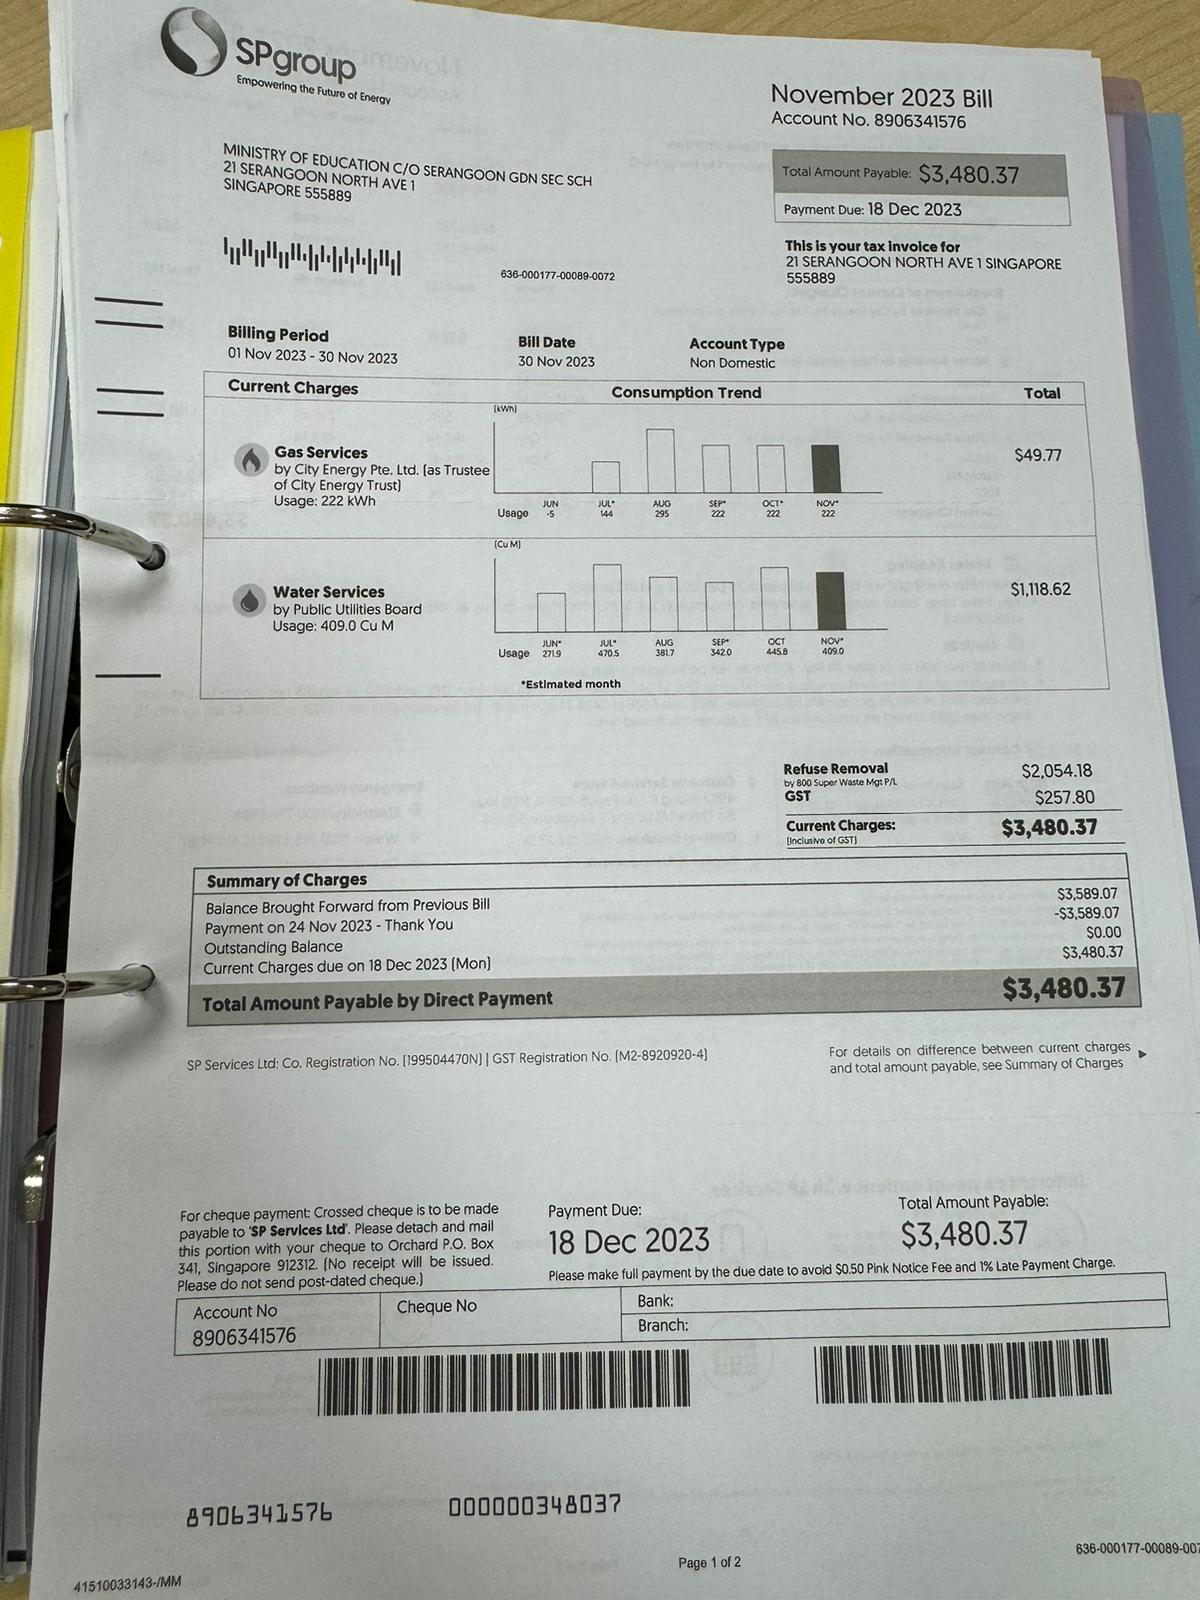 SPgroup
Empowering the Future of Energy
November 2023 Bill
Account No. 8906341576
MINISTRY OF EDUCATION C/O SERANGOON GDN SEC SCH
21 SERANGOON NORTH AVE 1
SINGAPORE 555889
Total Amount Payable: $3,480.37
Payment Due: 18 Dec 2023
This is your tax invoice for
21 SERANGOON NORTH AVE 1 SINGAPORE
555889
636-000177-00089-0072
Billing Period
01 Nov 2023 - 30 Nov 2023
Bill Date
30 Nov 2023
Account Type
Non Domestic
Current Charges Consumption Trend Total
(kWh)
Gas Services
by City Energy Pte. Ltd. (as Trustee
of City Energy Trust)
Usage: 222 kWh
$49.77
JUN JUL* AUG SEP* OCT* NOV*
Usage -5 144 295 222 222 222
(Cu M)
Water Services
by Public Utilities Board
Usage: 409.0 Cu M
$1,118.62
JUN* JUL* AUG SEP* OCT NOV*
Usage 271.9 470.5 381.7 342.0 445.8 409.0
*Estimated month
Refuse Removal $2,054.18
by 800 Super Waste Mgt P/L
GST $257.80
Current Charges: $3,480.37
(Inclusive of GST)
Summary of Charges
Balance Brought Forward from Previous Bill $3,589.07
Payment on 24 Nov 2023 - Thank You -$3,589.07
Outstanding Balance $0.00
Current Charges due on 18 Dec 2023 (Mon) $3,480.37
Total Amount Payable by Direct Payment $3,480.37
SP Services Ltd: Co. Registration No. (199504470N) | GST Registration No. (M2-8920920-4)
For details on difference between current charges
and total amount payable, see Summary of Charges
For cheque payment: Crossed cheque is to be made
payable to 'SP Services Ltd'. Please detach and mail
this portion with your cheque to Orchard P.O. Box
341, Singapore 912312. (No receipt will be issued.
Please do not send post-dated cheque.)
Payment Due:
18 Dec 2023
Total Amount Payable:
$3,480.37
Please make full payment by the due date to avoid $0.50 Pink Notice Fee and 1% Late Payment Charge.
Account No
8906341576
Cheque No
Bank:
Branch:
8906341576 000000348037
Page 1 of 2
636-000177-00089-007
41510033143-/MM